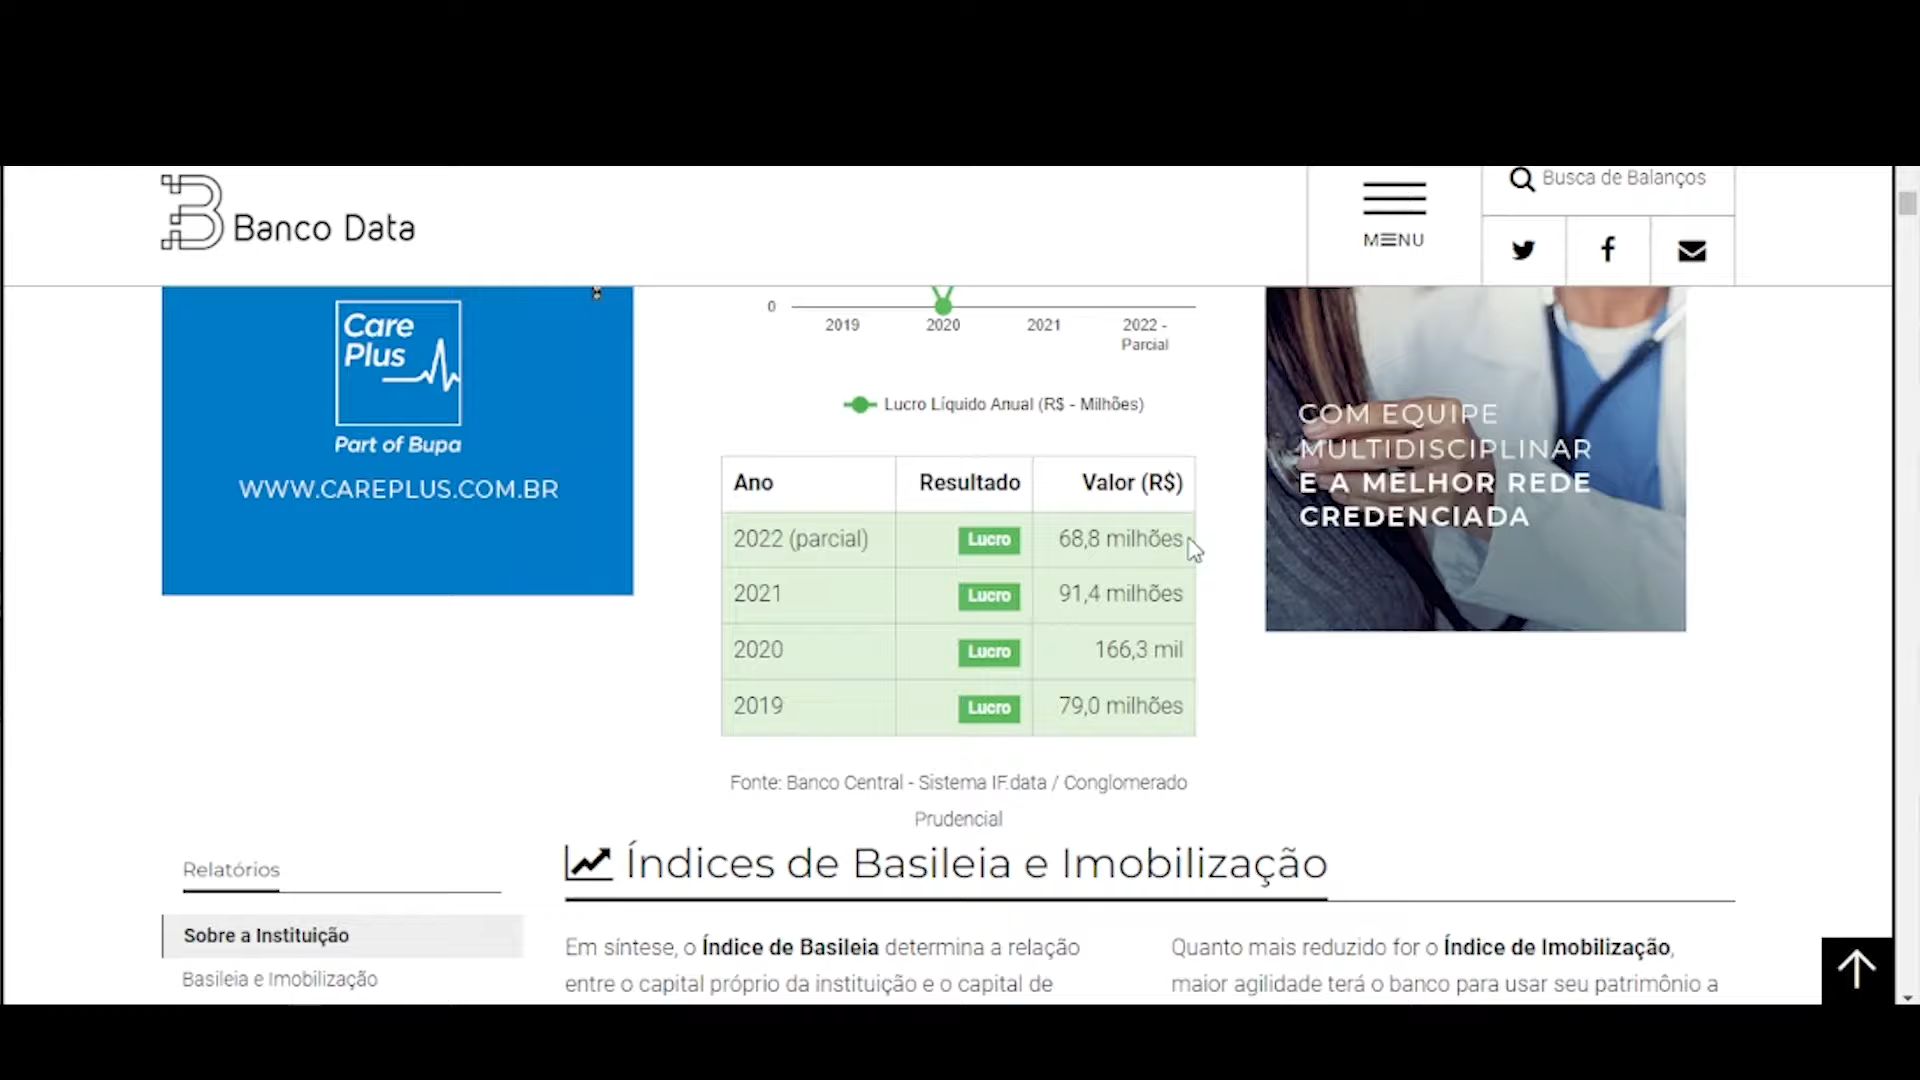 Banco Data
MENU
Busca de Balanços
Care
Plus
Part of Bupa
WWW.CAREPLUS.COM.BR
0
2019
2020
2021
2022 -
Parcial
Lucro Líquido Anual (R$ - Milhões)
COM EQUIPE
MULTIDISCIPLINAR
E A MELHOR REDE
CREDENCIADA
Ano Resultado Valor (R$)
2022 (parcial) Lucro 68,8 milhões
2021 Lucro 91,4 milhões
2020 Lucro 166,3 mil
2019 Lucro 79,0 milhões
Fonte: Banco Central - Sistema IF.data / Conglomerado
Prudencial
Relatórios
Sobre a Instituição
Basileia e Imobilização
Índices de Basileia e Imobilização
Em síntese, o Índice de Basileia determina a relação
entre o capital próprio da instituição e o capital de
Quanto mais reduzido for o Índice de Imobilização,
maior agilidade terá o banco para usar seu patrimônio a